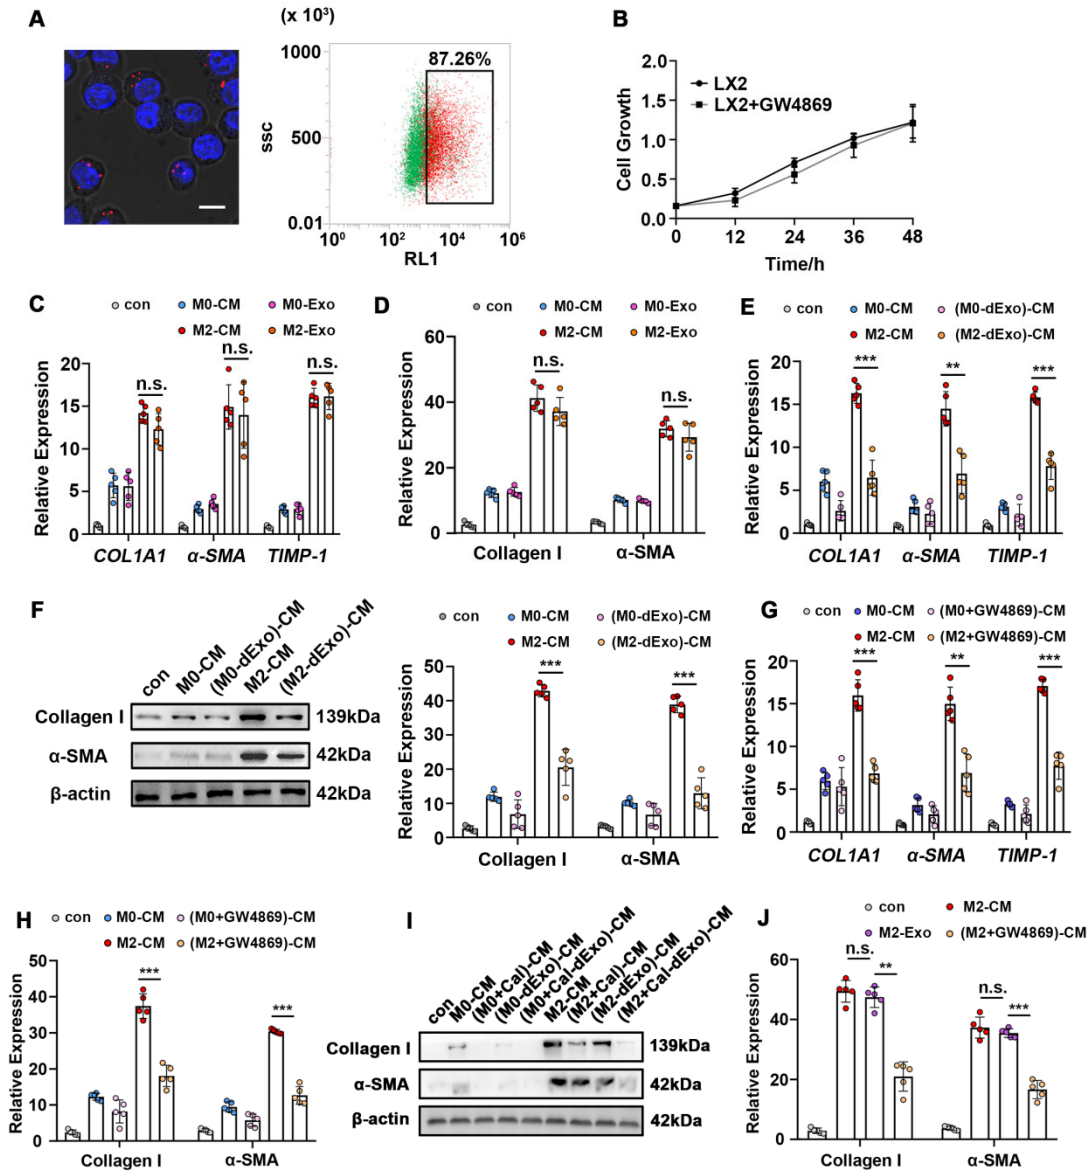 A
(x 10³)
1000
500
0.01
ssc
87.26%
10⁰ 10² 10⁴ 10⁶
RL1
B
2.0
1.5
1.0
0.5
0.0
Cell Growth
LX2
LX2+GW4869
0 12 24 36 48
Time/h
C
con M0-CM M0-Exo
M2-CM M2-Exo
Relative Expression
20
15
10
5
0
n.s. n.s. n.s.
COL1A1 α-SMA TIMP-1
D
con M0-CM M0-Exo
M2-CM M2-Exo
Relative Expression
60
40
20
0
n.s. n.s.
Collagen I α-SMA
E
con M0-CM (M0-dExo)-CM
M2-CM (M2-dExo)-CM
Relative Expression
20
15
10
5
0
*** ** ***
COL1A1 α-SMA TIMP-1
F
con M0-CM (M0-dExo)-CM M2-CM (M2-dExo)-CM
Collagen I 139kDa
α-SMA 42kDa
β-actin 42kDa
con M0-CM (M0-dExo)-CM
M2-CM (M2-dExo)-CM
Relative Expression
50
40
30
20
10
0
*** ***
Collagen I α-SMA
G
con M0-CM (M0+GW4869)-CM
M2-CM (M2+GW4869)-CM
Relative Expression
20
15
10
5
0
*** ** ***
COL1A1 α-SMA TIMP-1
H
con M0-CM (M0+GW4869)-CM
M2-CM (M2+GW4869)-CM
Relative Expression
50
40
30
20
10
0
*** ***
Collagen I α-SMA
I
con M0-CM (M0+Cal)-CM (M0-dExo)-CM (M0+Cal-dExo)-CM M2-CM (M2+Cal)-CM (M2-dExo)-CM (M2+Cal-dExo)-CM
Collagen I 139kDa
α-SMA 42kDa
β-actin 42kDa
J
con M2-CM
M2-Exo (M2+GW4869)-CM
Relative Expression
60
40
20
0
n.s. ** n.s. ***
Collagen I α-SMA